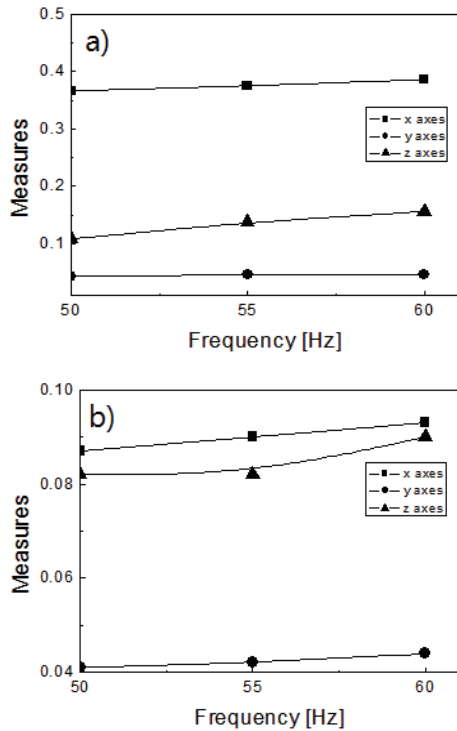 a)
0.5
0.4
0.3
0.2
0.1
Measures
x axes
y axes
z axes
50
55
60
Frequency [Hz]
b)
0.10
0.08
0.06
0.04
Measures
x axes
y axes
z axes
50
55
60
Frequency [Hz]